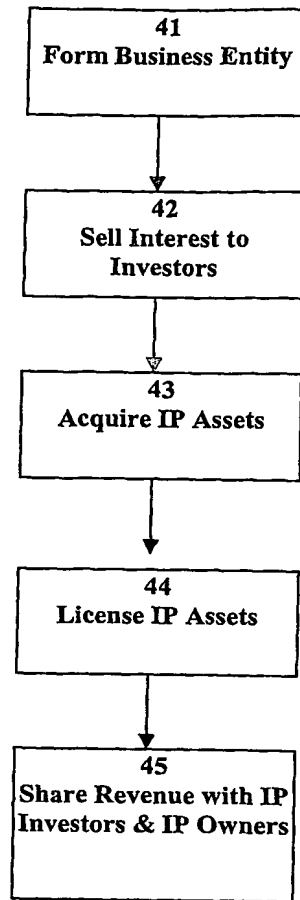 41
Form Business Entity
42
Sell Interest to
Investors
43
Acquire IP Assets
44
License IP Assets
45
Share Revenue with IP
Investors & IP Owners